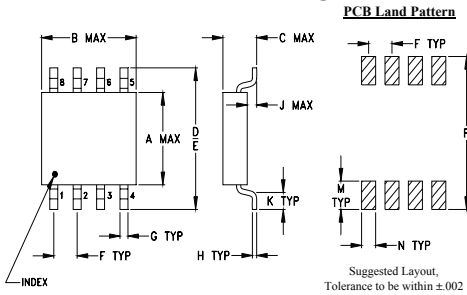 PCB Land Pattern
B MAX
C MAX
F TYP
8 7 6 5
J MAX
A MAX
D
E
M
TYP
K TYP
1 2 3 4
G TYP
F TYP
H TYP
N TYP
INDEX
Suggested Layout,
Tolerance to be within ±.002